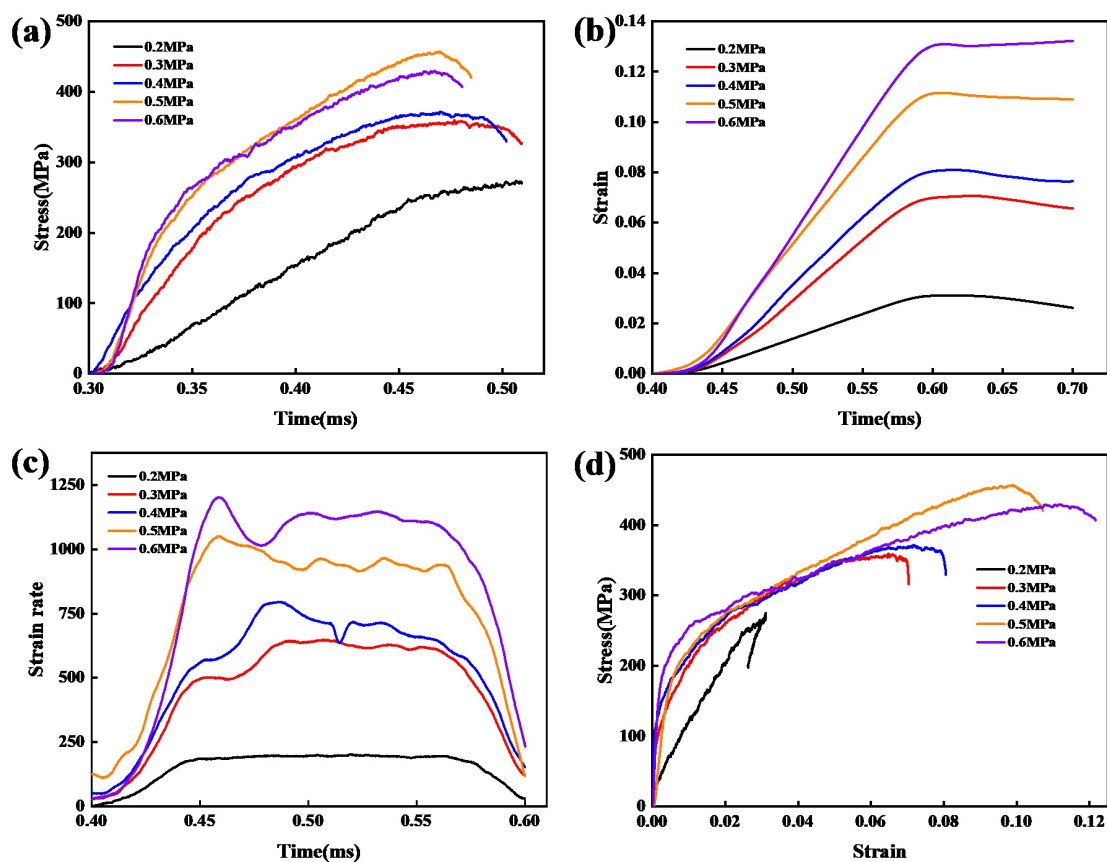 (a)
Stress(MPa)
500
400
300
200
100
0
0.2MPa
0.3MPa
0.4MPa
0.5MPa
0.6MPa
0.30
0.35
0.40
0.45
0.50
Time(ms)
(b)
Strain
0.14
0.12
0.10
0.08
0.06
0.04
0.02
0.00
0.2MPa
0.3MPa
0.4MPa
0.5MPa
0.6MPa
0.40
0.45
0.50
0.55
0.60
0.65
0.70
Time(ms)
(c)
Strain rate
1250
1000
750
500
250
0
0.2MPa
0.3MPa
0.4MPa
0.5MPa
0.6MPa
0.40
0.45
0.50
0.55
0.60
Time(ms)
(d)
Stress(MPa)
500
400
300
200
100
0
0.2MPa
0.3MPa
0.4MPa
0.5MPa
0.6MPa
0.00
0.02
0.04
0.06
0.08
0.10
0.12
Strain